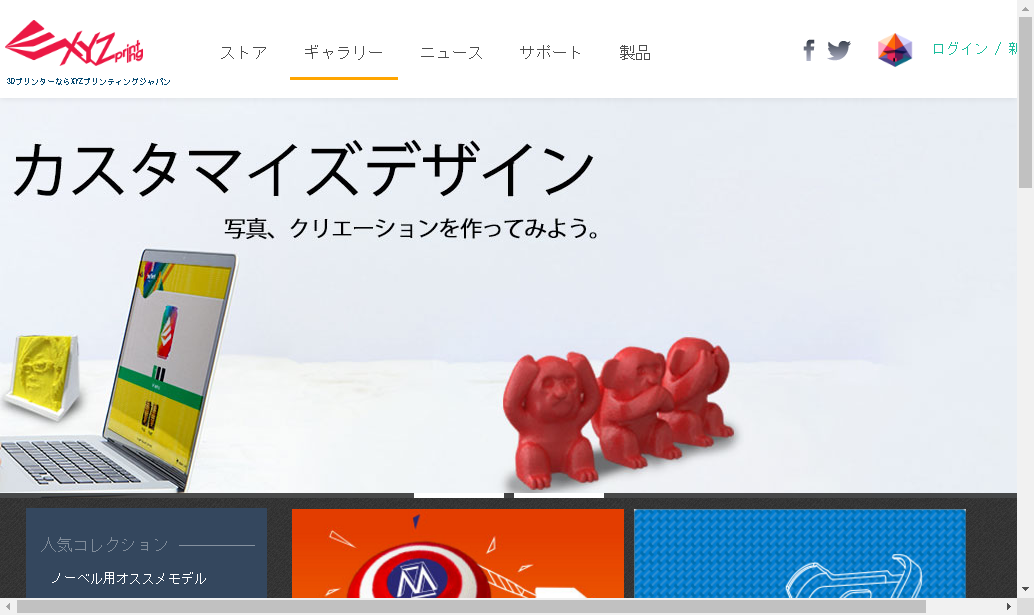 XYZprinting
3DプリンターならXYZプリンティングジャパン
ストア ギャラリー ニュース サポート 製品
ログイン / 新
カスタマイズデザイン
写真、クリエーションを作ってみよう。
人気コレクション
ノーベル用オススメモデル